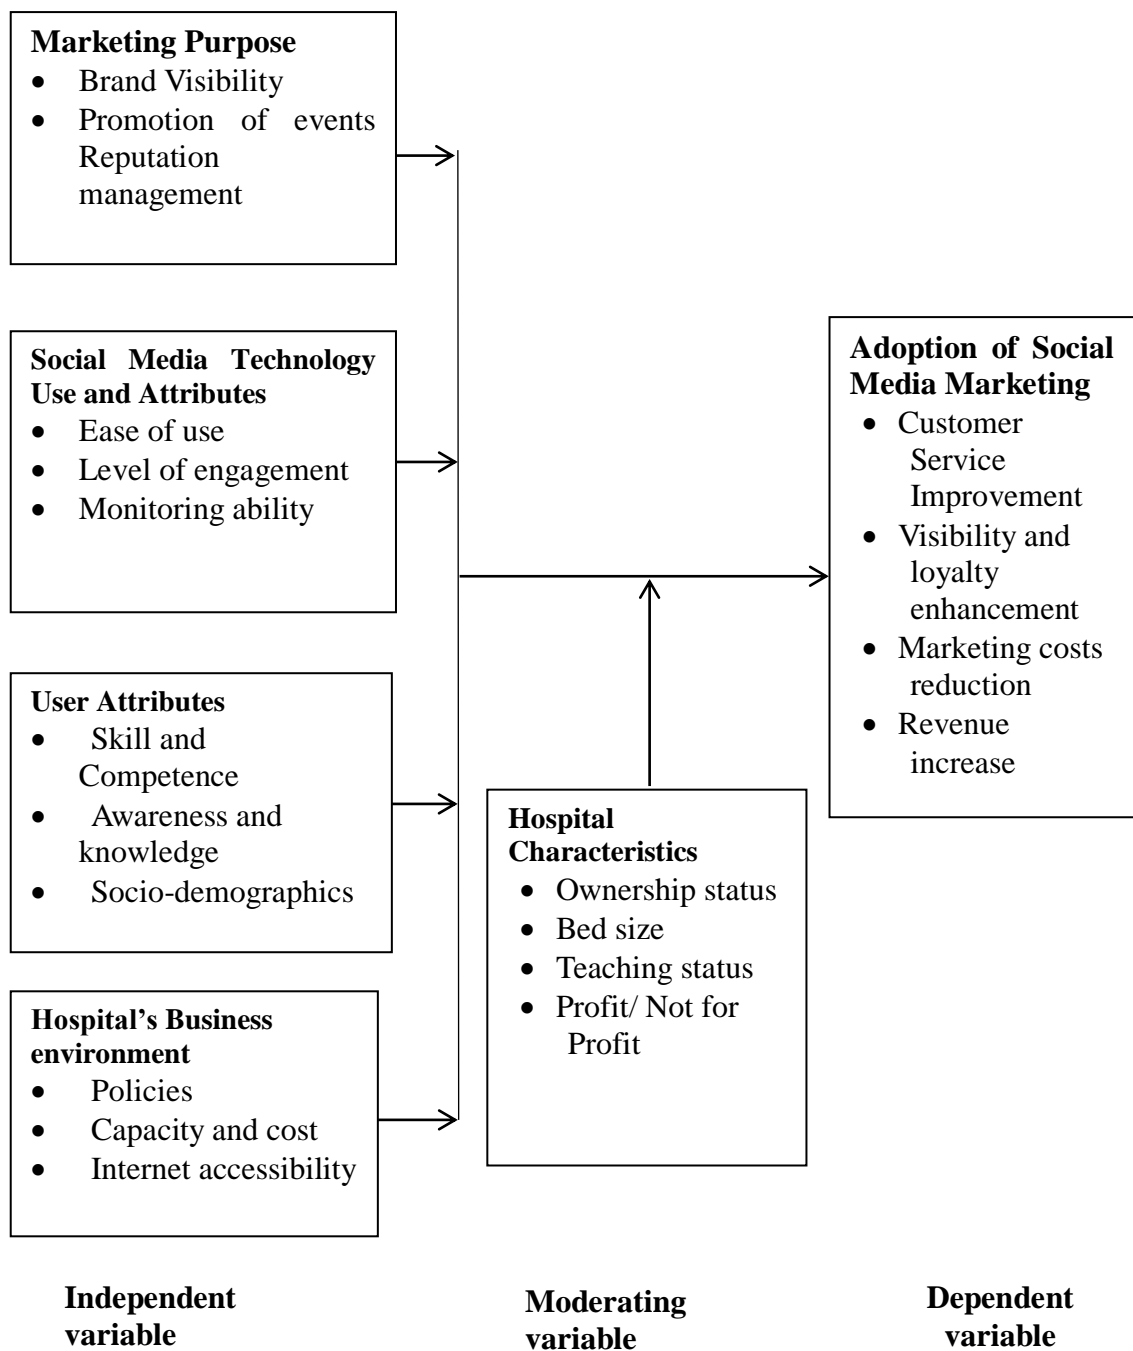 Marketing Purpose
• Brand Visibility
• Promotion of events
Reputation
management
Social Media Technology
Use and Attributes
• Ease of use
• Level of engagement
• Monitoring ability
User Attributes
• Skill and
Competence
• Awareness and
knowledge
• Socio-demographics
Hospital’s Business
environment
• Policies
• Capacity and cost
• Internet accessibility
Hospital
Characteristics
• Ownership status
• Bed size
• Teaching status
• Profit/ Not for
Profit
Adoption of Social
Media Marketing
• Customer
Service
Improvement
• Visibility and
loyalty
enhancement
• Marketing costs
reduction
• Revenue
increase
Independent
variable
Moderating
variable
Dependent
variable